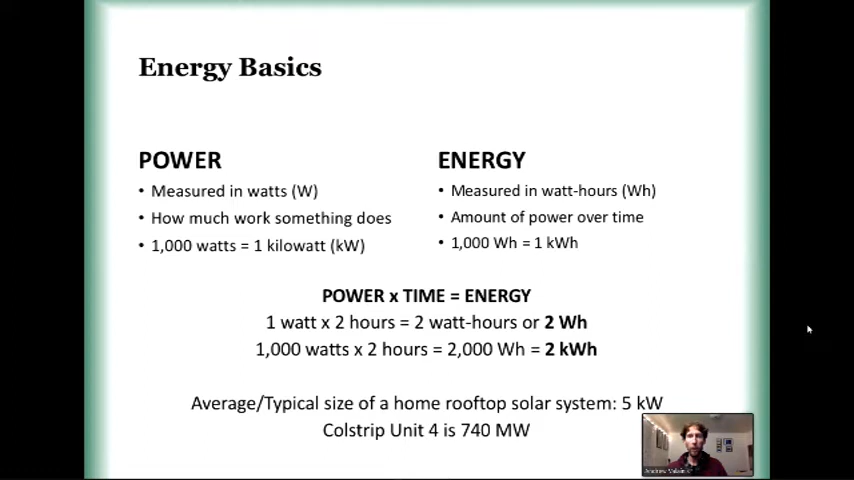 Energy Basics
POWER
• Measured in watts (W)
• How much work something does
• 1,000 watts = 1 kilowatt (kW)
ENERGY
• Measured in watt-hours (Wh)
• Amount of power over time
• 1,000 Wh = 1 kWh
POWER x TIME = ENERGY
1 watt x 2 hours = 2 watt-hours or 2 Wh
1,000 watts x 2 hours = 2,000 Wh = 2 kWh
Average/Typical size of a home rooftop solar system: 5 kW
Colstrip Unit 4 is 740 MW
Andrew